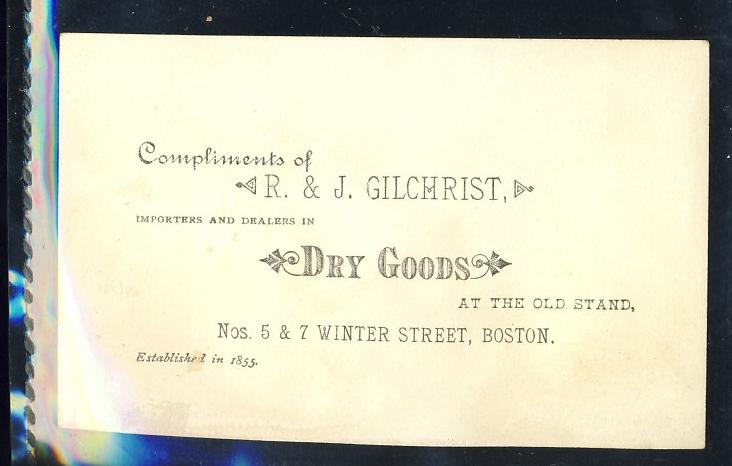 Compliments of
R. & J. GILCHRIST,
IMPORTERS AND DEALERS IN
DRY GOODS
AT THE OLD STAND,
Nos. 5 & 7 WINTER STREET, BOSTON.
Established in 1855.